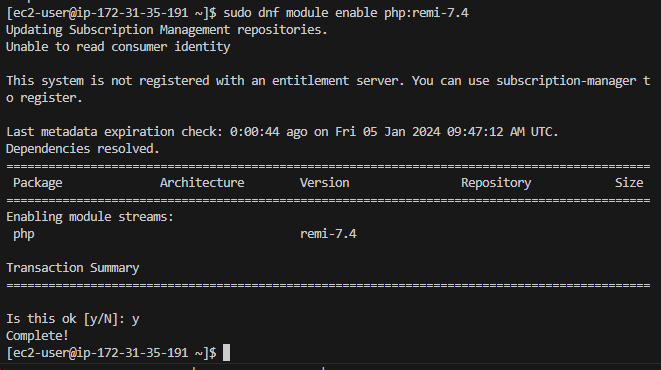 [ec2-user@ip-172-31-35-191 ~]$ sudo dnf module enable php:remi-7.4
Updating Subscription Management repositories.
Unable to read consumer identity
This system is not registered with an entitlement server. You can use subscription-manager t
o register.
Last metadata expiration check: 0:00:44 ago on Fri 05 Jan 2024 09:47:12 AM UTC.
Dependencies resolved.
============================================================================================
Package Architecture Version Repository Size
============================================================================================
Enabling module streams:
php remi-7.4
Transaction Summary
============================================================================================
Is this ok [y/N]: y
Complete!
[ec2-user@ip-172-31-35-191 ~]$